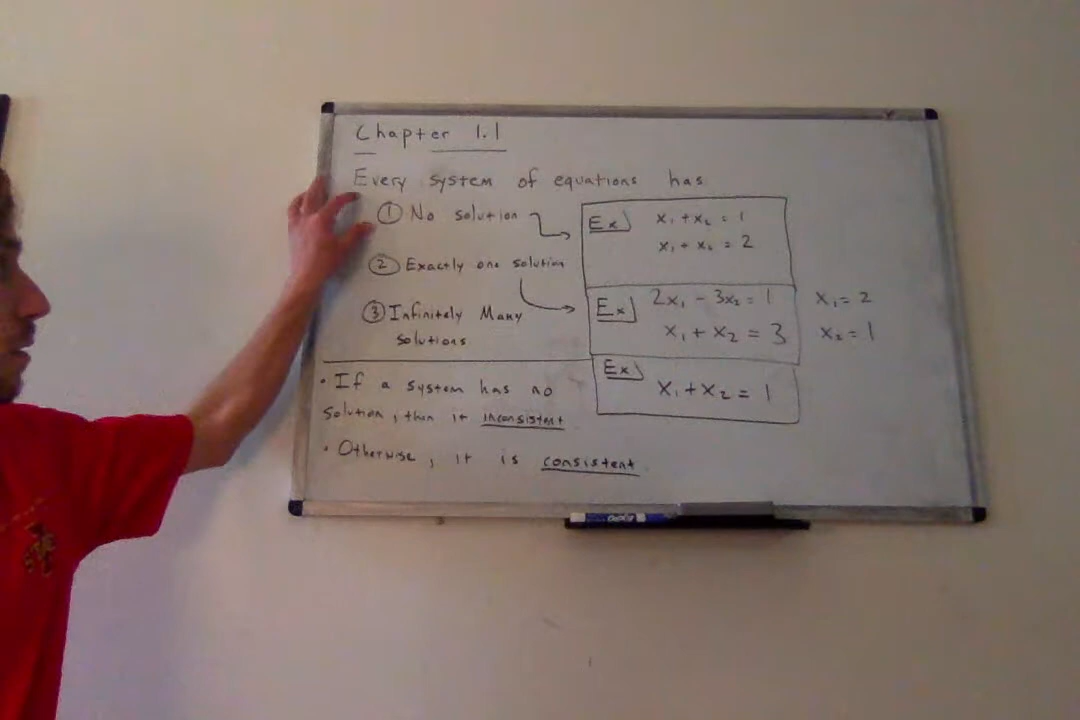 Chapter 1.1
Every system of equations has
① No solution
② Exactly one solution
③ Infinitely Many
solutions
Ex) x₁ + x₂ = 1
x₁ + x₂ = 2
Ex) 2x₁ - 3x₂ = 1
x₁ + x₂ = 3
x₁ = 2
x₂ = 1
Ex) x₁ + x₂ = 1
• If a system has no
solution, then it inconsistent
• Otherwise, it is consistent